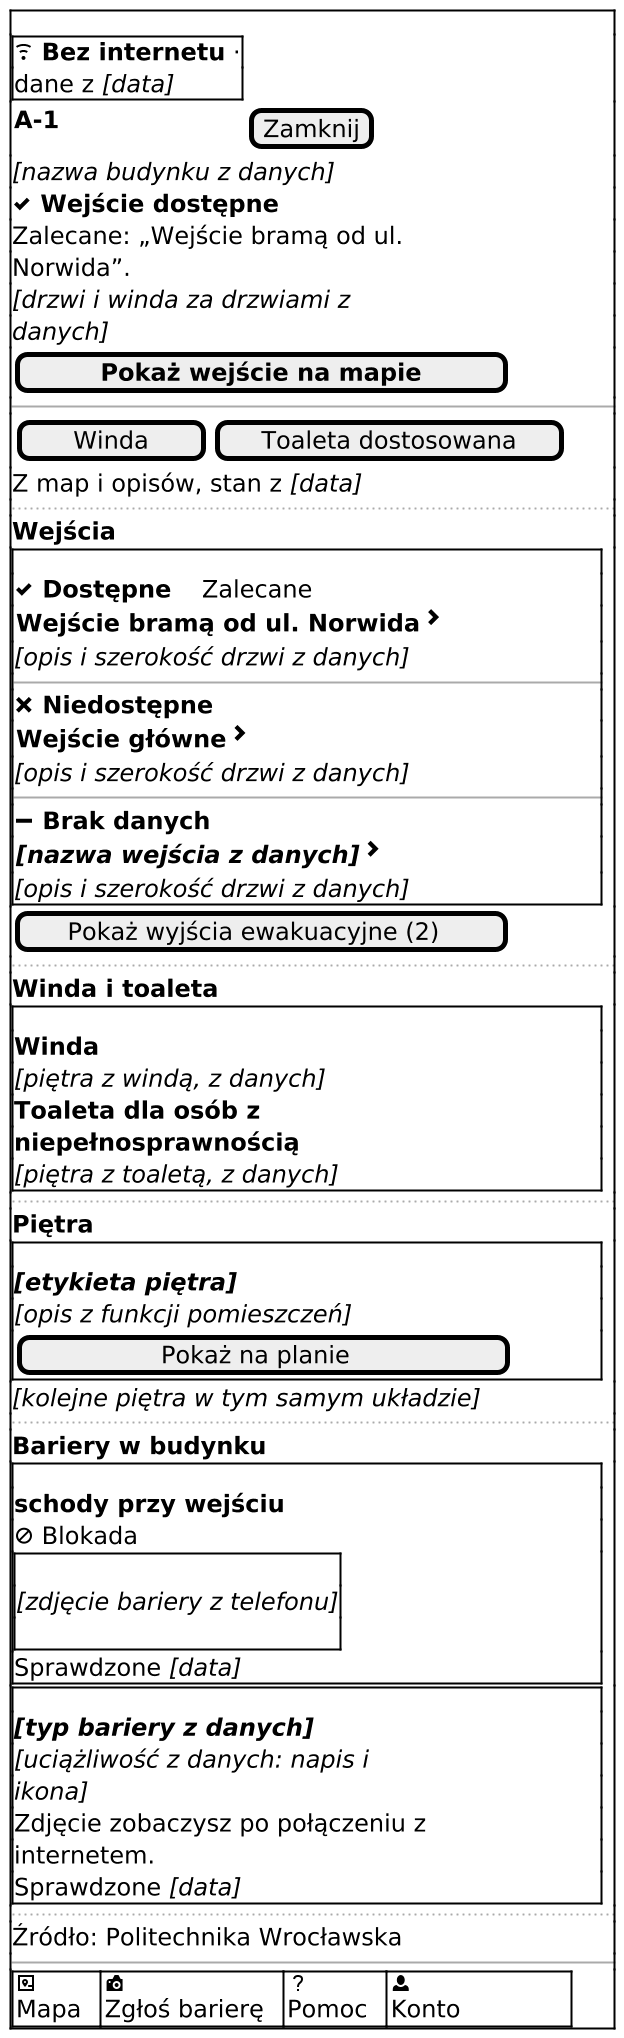 Bez internetu ·
dane z [data]
A-1
Zamknij
[nazwa budynku z danych]
Wejście dostępne
Zalecane: „Wejście bramą od ul.
Norwida”.
[drzwi i winda za drzwiami z
danych]
Pokaż wejście na mapie
Winda
Toaleta dostosowana
Z map i opisów, stan z [data]
Wejścia
Dostępne Zalecane
Wejście bramą od ul. Norwida
[opis i szerokość drzwi z danych]
Niedostępne
Wejście główne
[opis i szerokość drzwi z danych]
Brak danych
[nazwa wejścia z danych]
[opis i szerokość drzwi z danych]
Pokaż wyjścia ewakuacyjne (2)
Winda i toaleta
Winda
[piętra z windą, z danych]
Toaleta dla osób z
niepełnosprawnością
[piętra z toaletą, z danych]
Piętra
[etykieta piętra]
[opis z funkcji pomieszczeń]
Pokaż na planie
[kolejne piętra w tym samym układzie]
Bariery w budynku
schody przy wejściu
Blokada
[zdjęcie bariery z telefonu]
Sprawdzone [data]
[typ bariery z danych]
[uciążliwość z danych: napis i
ikona]
Zdjęcie zobaczysz po połączeniu z
internetem.
Sprawdzone [data]
Źródło: Politechnika Wrocławska
Mapa
Zgłoś barierę
?
Pomoc
Konto